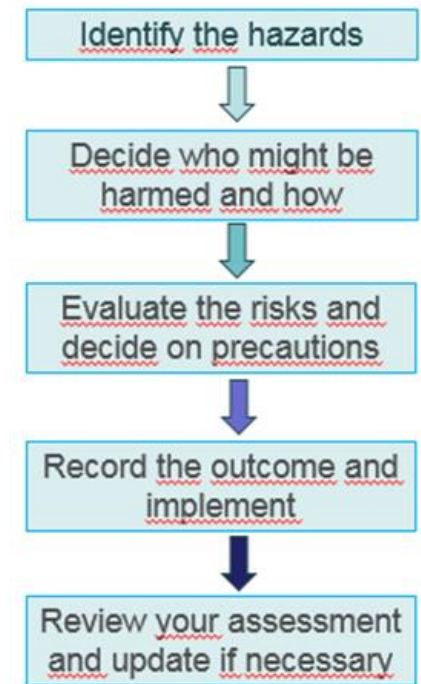 Identify the hazards
Decide who might be
harmed and how
Evaluate the risks and
decide on precautions
Record the outcome and
implement
Review your assessment
and update if necessary